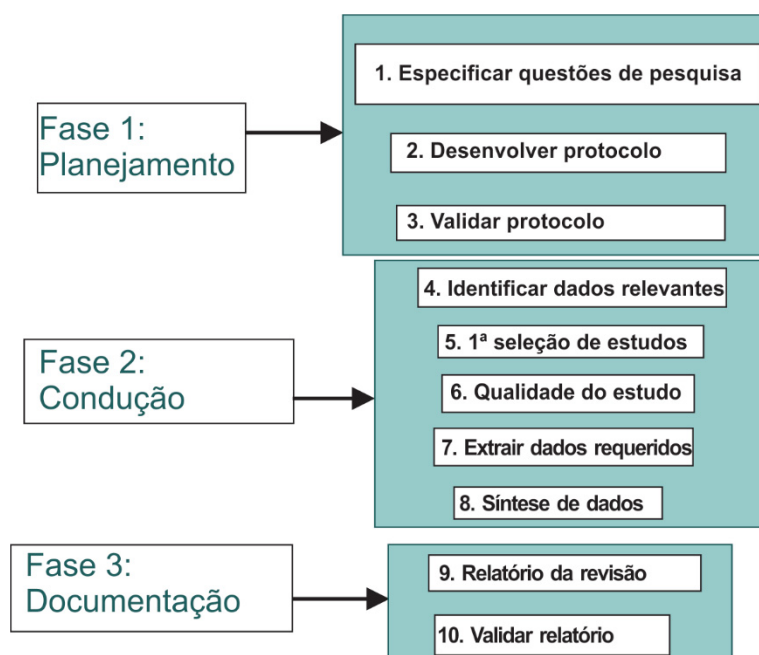 Fase 1:
Planejamento
1. Especificar questões de pesquisa
2. Desenvolver protocolo
3. Validar protocolo
Fase 2:
Condução
4. Identificar dados relevantes
5. 1ª seleção de estudos
6. Qualidade do estudo
7. Extrair dados requeridos
8. Síntese de dados
Fase 3:
Documentação
9. Relatório da revisão
10. Validar relatório